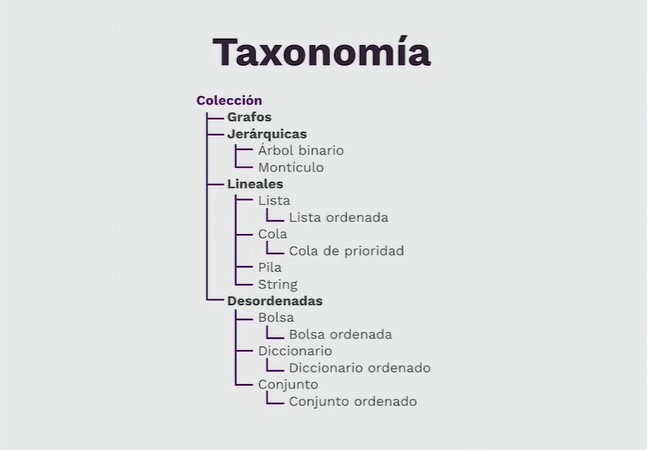 Taxonomía
Colección
Grafos
Jerárquicas
Árbol binario
Montículo
Lineales
Lista
Lista ordenada
Cola
Cola de prioridad
Pila
String
Desordenadas
Bolsa
Bolsa ordenada
Diccionario
Diccionario ordenado
Conjunto
Conjunto ordenado